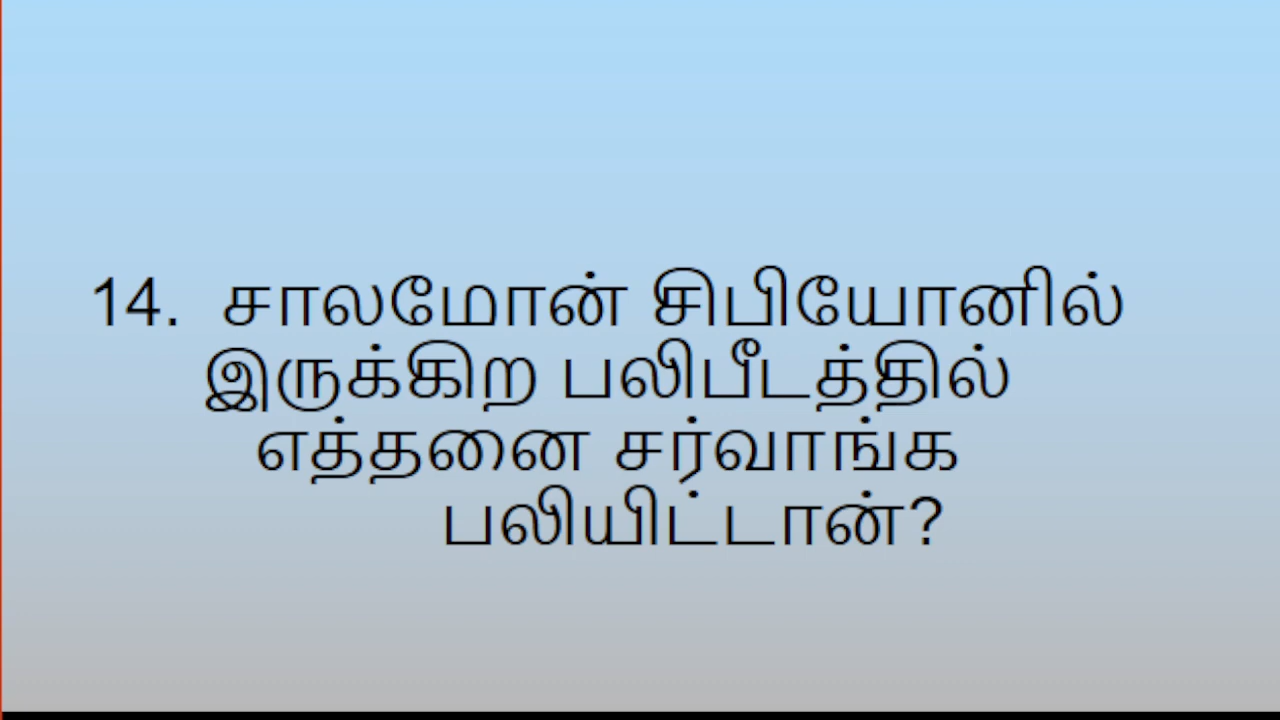 14. சாலமோன் சிபியோனில்
இருக்கிற பலிபீடத்தில்
எத்தனை சர்வாங்க
பலியிட்டான்?